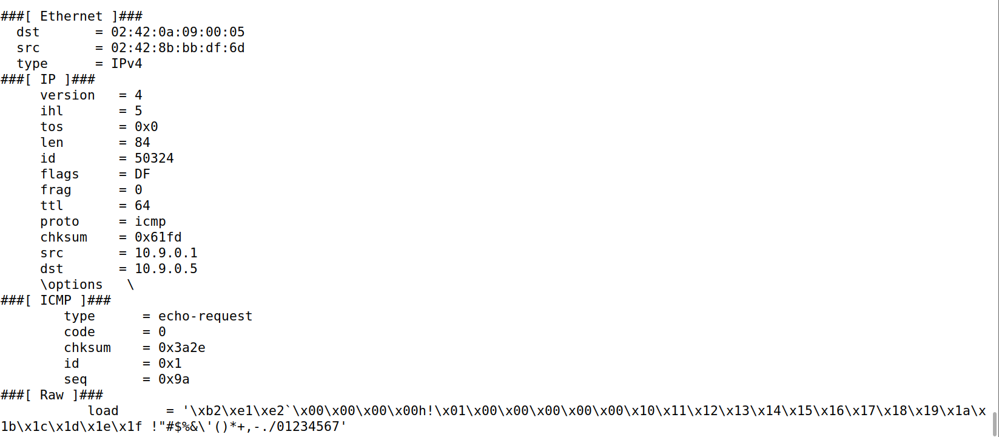 ###[ Ethernet ]###
  dst       = 02:42:0a:09:00:05
  src       = 02:42:8b:bb:df:6d
  type      = IPv4
###[ IP ]###
     version   = 4
     ihl       = 5
     tos       = 0x0
     len       = 84
     id        = 50324
     flags     = DF
     frag      = 0
     ttl       = 64
     proto     = icmp
     chksum    = 0x61fd
     src       = 10.9.0.1
     dst       = 10.9.0.5
     \options   \
###[ ICMP ]###
        type      = echo-request
        code      = 0
        chksum    = 0x3a2e
        id        = 0x1
        seq       = 0x9a
###[ Raw ]###
           load      = '\xb2\xe1\xe2`\x00\x00\x00\x00h!\x01\x00\x00\x00\x00\x00\x10\x11\x12\x13\x14\x15\x16\x17\x18\x19\x1a\x
1b\x1c\x1d\x1e\x1f !"#$%&\'()*+,-./01234567'